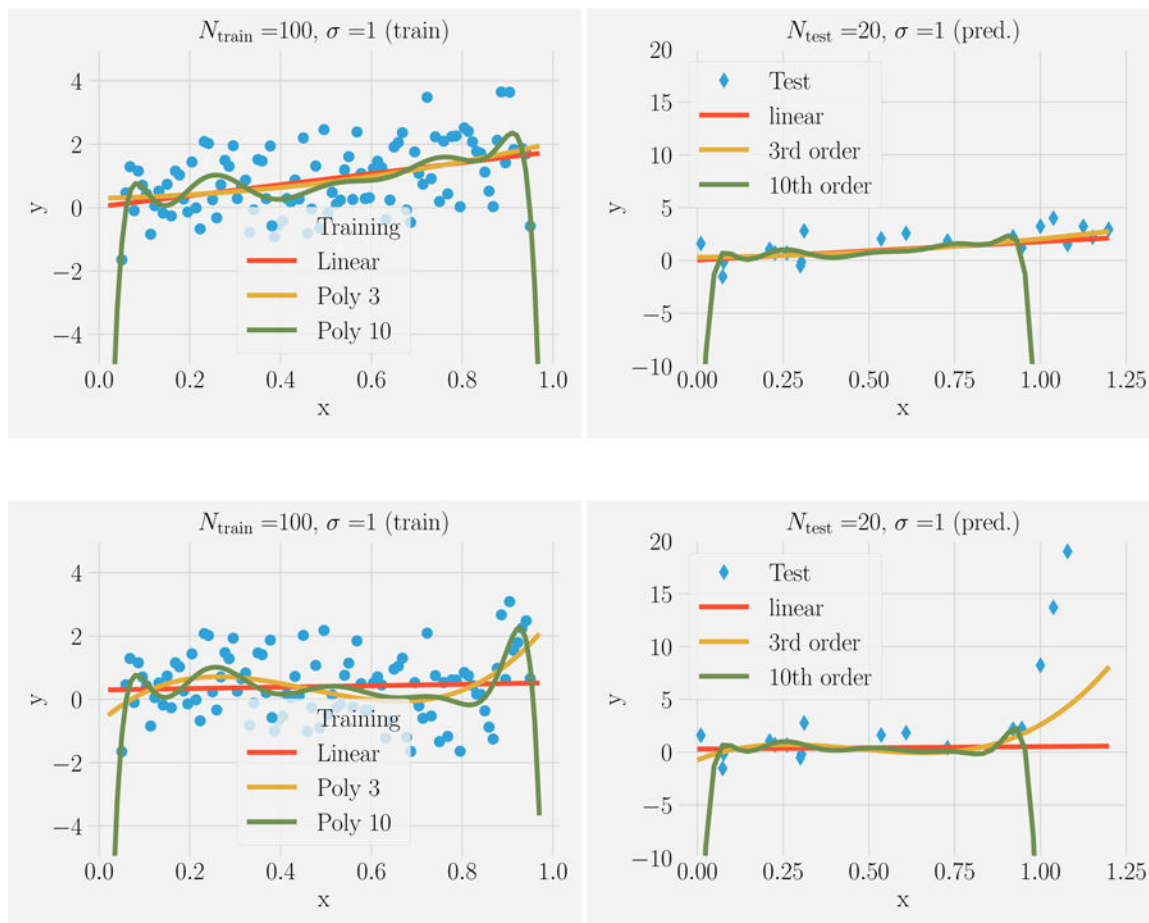 N_train =100, σ =1 (train)
y
4
2
0
−2
−4
Training
Linear
Poly 3
Poly 10
0.0 0.2 0.4 0.6 0.8 1.0
x
N_test =20, σ =1 (pred.)
y
20
15
10
5
0
−5
−10
Test
linear
3rd order
10th order
0.00 0.25 0.50 0.75 1.00 1.25
x
N_train =100, σ =1 (train)
y
4
2
0
−2
−4
Training
Linear
Poly 3
Poly 10
0.0 0.2 0.4 0.6 0.8 1.0
x
N_test =20, σ =1 (pred.)
y
20
15
10
5
0
−5
−10
Test
linear
3rd order
10th order
0.00 0.25 0.50 0.75 1.00 1.25
x